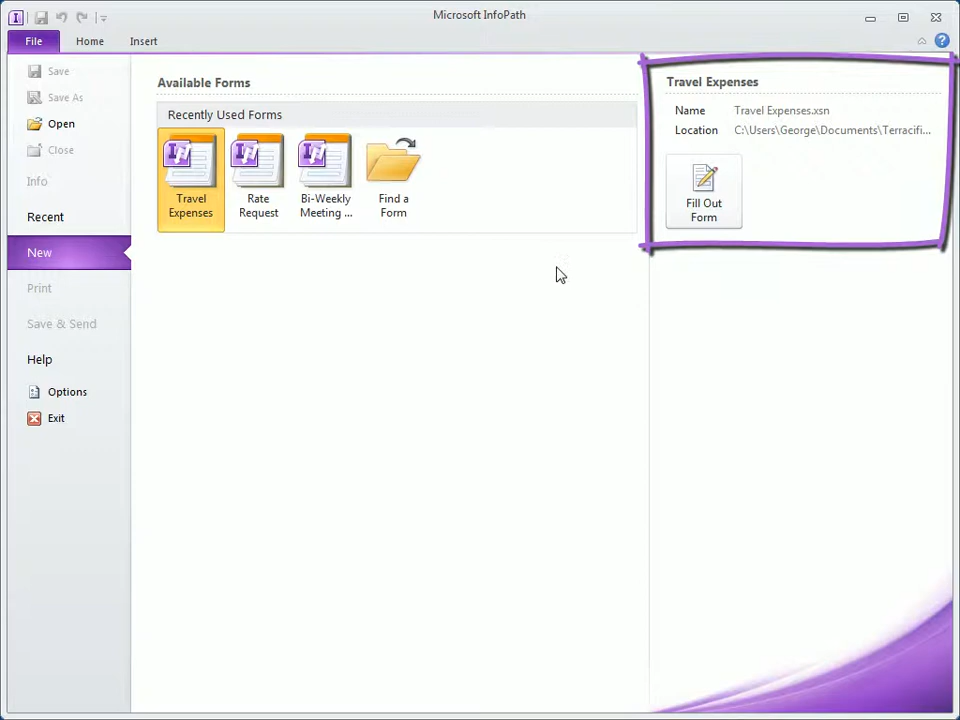 Microsoft InfoPath
File Home Insert
Save
Save As
Open
Close
Info
Recent
New
Print
Save & Send
Help
Options
Exit
Available Forms
Recently Used Forms
Travel
Expenses
Rate
Request
Bi-Weekly
Meeting ...
Find a
Form
Travel Expenses
Name Travel Expenses.xsn
Location C:\Users\George\Documents\Terracifi...
Fill Out
Form